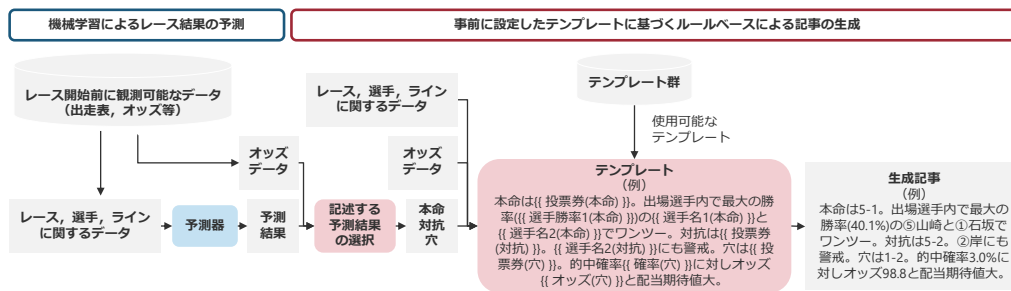 機械学習によるレース結果の予測
事前に設定したテンプレートに基づくルールベースによる記事の生成
レース開始前に観測可能なデータ
（出走表，オッズ等）
レース，選手，ライン
に関するデータ
テンプレート群
使用可能な
テンプレート
オッズ
データ
オッズ
データ
レース，選手，ライン
に関するデータ
予測器
予測
結果
記述する
予測結果
の選択
本命
対抗
穴
テンプレート
（例）
本命は{{ 投票券(本命) }}。出場選手内で最大の勝
率({{ 選手勝率1(本命) }})の{{ 選手名1(本命) }}と
{{ 選手名2(本命) }}でワンツー。対抗は{{ 投票券
(対抗) }}。{{ 選手名2(対抗) }}にも警戒。穴は{{ 投
票券(穴) }}。的中確率{{ 確率(穴) }}に対しオッズ
{{ オッズ(穴) }}と配当期待値大。
生成記事
（例）
本命は5-1。出場選手内で最大の
勝率(40.1%)の⑤山崎と①石坂で
ワンツー。対抗は5-2。②岸にも
警戒。穴は1-2。的中確率3.0%に
対しオッズ98.8と配当期待値大。